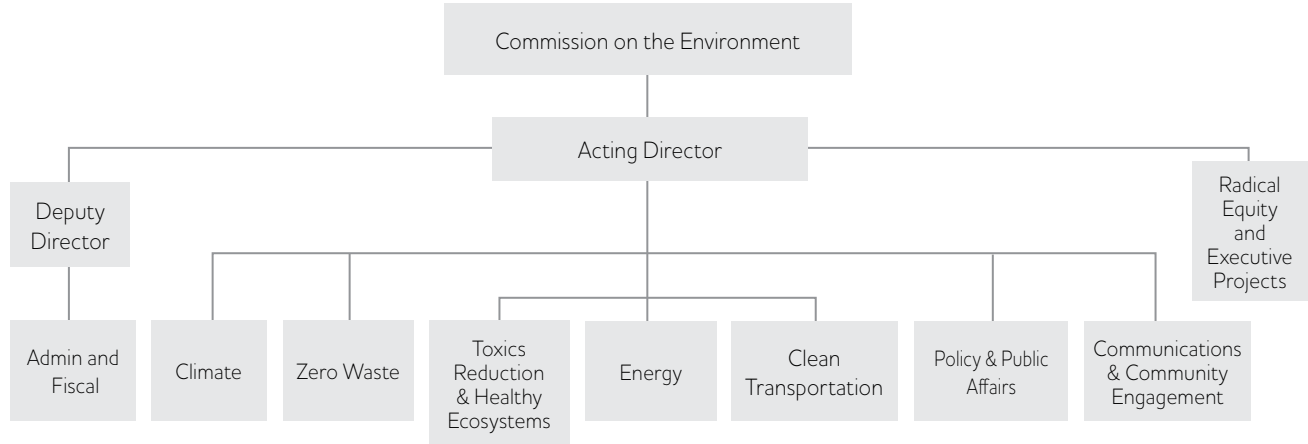 Commission on the Environment
Acting Director
Deputy
Director
Radical
Equity
and
Executive
Projects
Admin and
Fiscal
Climate
Zero Waste
Toxics
Reduction
& Healthy
Ecosystems
Energy
Clean
Transportation
Policy & Public
Affairs
Communications
& Community
Engagement